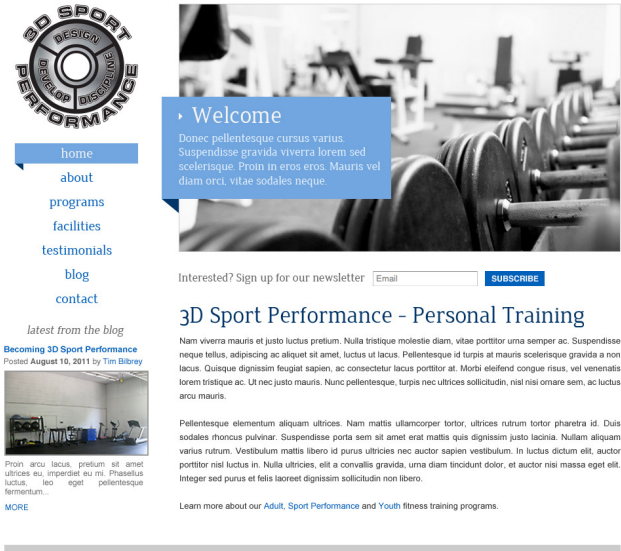 3D SPORT
PERFORMANCE
DESIGN
DEVELOP
DISCIPLINE
home
about
programs
facilities
testimonials
blog
contact
latest from the blog
Becoming 3D Sport Performance
Posted August 10, 2011 by Tim Bilbrey
Proin arcu lacus, pretium sit amet
ultrices eu, imperdiet eu mi. Phasellus
luctus, leo eget pellentesque
fermentum...
MORE
Welcome
Donec pellentesque cursus varius.
Suspendisse gravida viverra lorem sed
scelerisque. Proin in eros eros. Mauris vel
diam orci, vitae sodales neque.
Interested? Sign up for our newsletter Email SUBSCRIBE
3D Sport Performance - Personal Training
Nam viverra mauris et justo luctus pretium. Nulla tristique molestie diam, vitae porttitor urna semper ac. Suspendisse
neque tellus, adipiscing ac aliquet sit amet, luctus ut lacus. Pellentesque id turpis at mauris scelerisque gravida a non
lacus. Quisque dignissim feugiat sapien, ac consectetur lacus porttitor at. Morbi eleifend congue risus, vel venenatis
lorem tristique ac. Ut nec justo mauris. Nunc pellentesque, turpis nec ultrices sollicitudin, nisl nisi ornare sem, ac luctus
arcu mauris.
Pellentesque elementum aliquam ultrices. Nam mattis ullamcorper tortor, ultrices rutrum tortor pharetra id. Duis
sodales rhoncus pulvinar. Suspendisse porta sem sit amet erat mattis quis dignissim justo lacinia. Nullam aliquam
varius rutrum. Vestibulum mattis libero id purus ultricies nec auctor sapien vestibulum. In luctus dictum elit, auctor
porttitor nisl luctus in. Nulla ultricies, elit a convallis gravida, urna diam tincidunt dolor, et auctor nisi massa eget elit.
Integer sed purus et felis laoreet dignissim sollicitudin non libero.
Learn more about our Adult, Sport Performance and Youth fitness training programs.